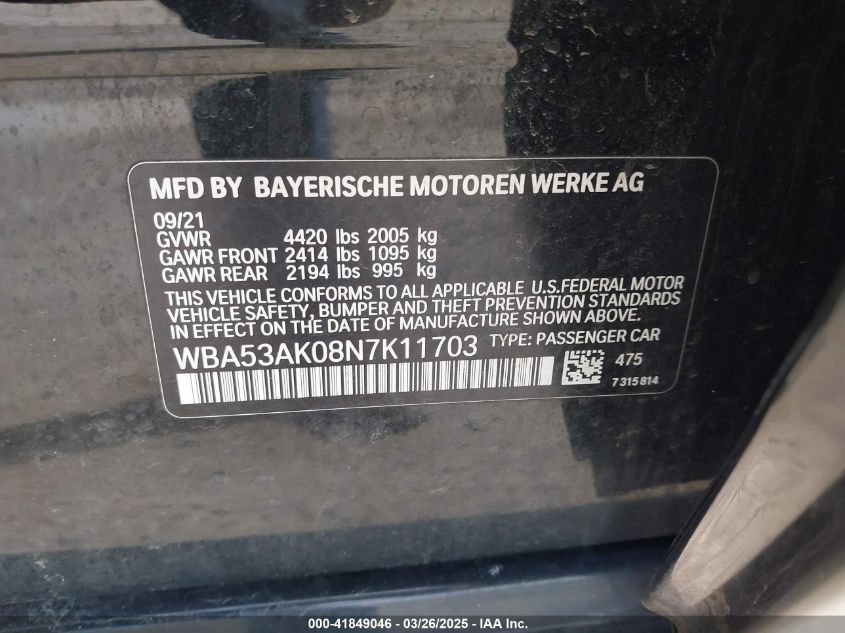 MFD BY BAYERISCHE MOTOREN WERKE AG
09/21
GVWR 4420 lbs 2005 kg
GAWR FRONT 2414 lbs 1095 kg
GAWR REAR 2194 lbs 995 kg
THIS VEHICLE CONFORMS TO ALL APPLICABLE U.S.FEDERAL MOTOR
VEHICLE SAFETY, BUMPER AND THEFT PREVENTION STANDARDS
IN EFFECT ON THE DATE OF MANUFACTURE SHOWN ABOVE.
WBA53AK08N7K11703 TYPE: PASSENGER CAR
475
7315814
000-41849046 / 03/26/2025 - IAA Inc.